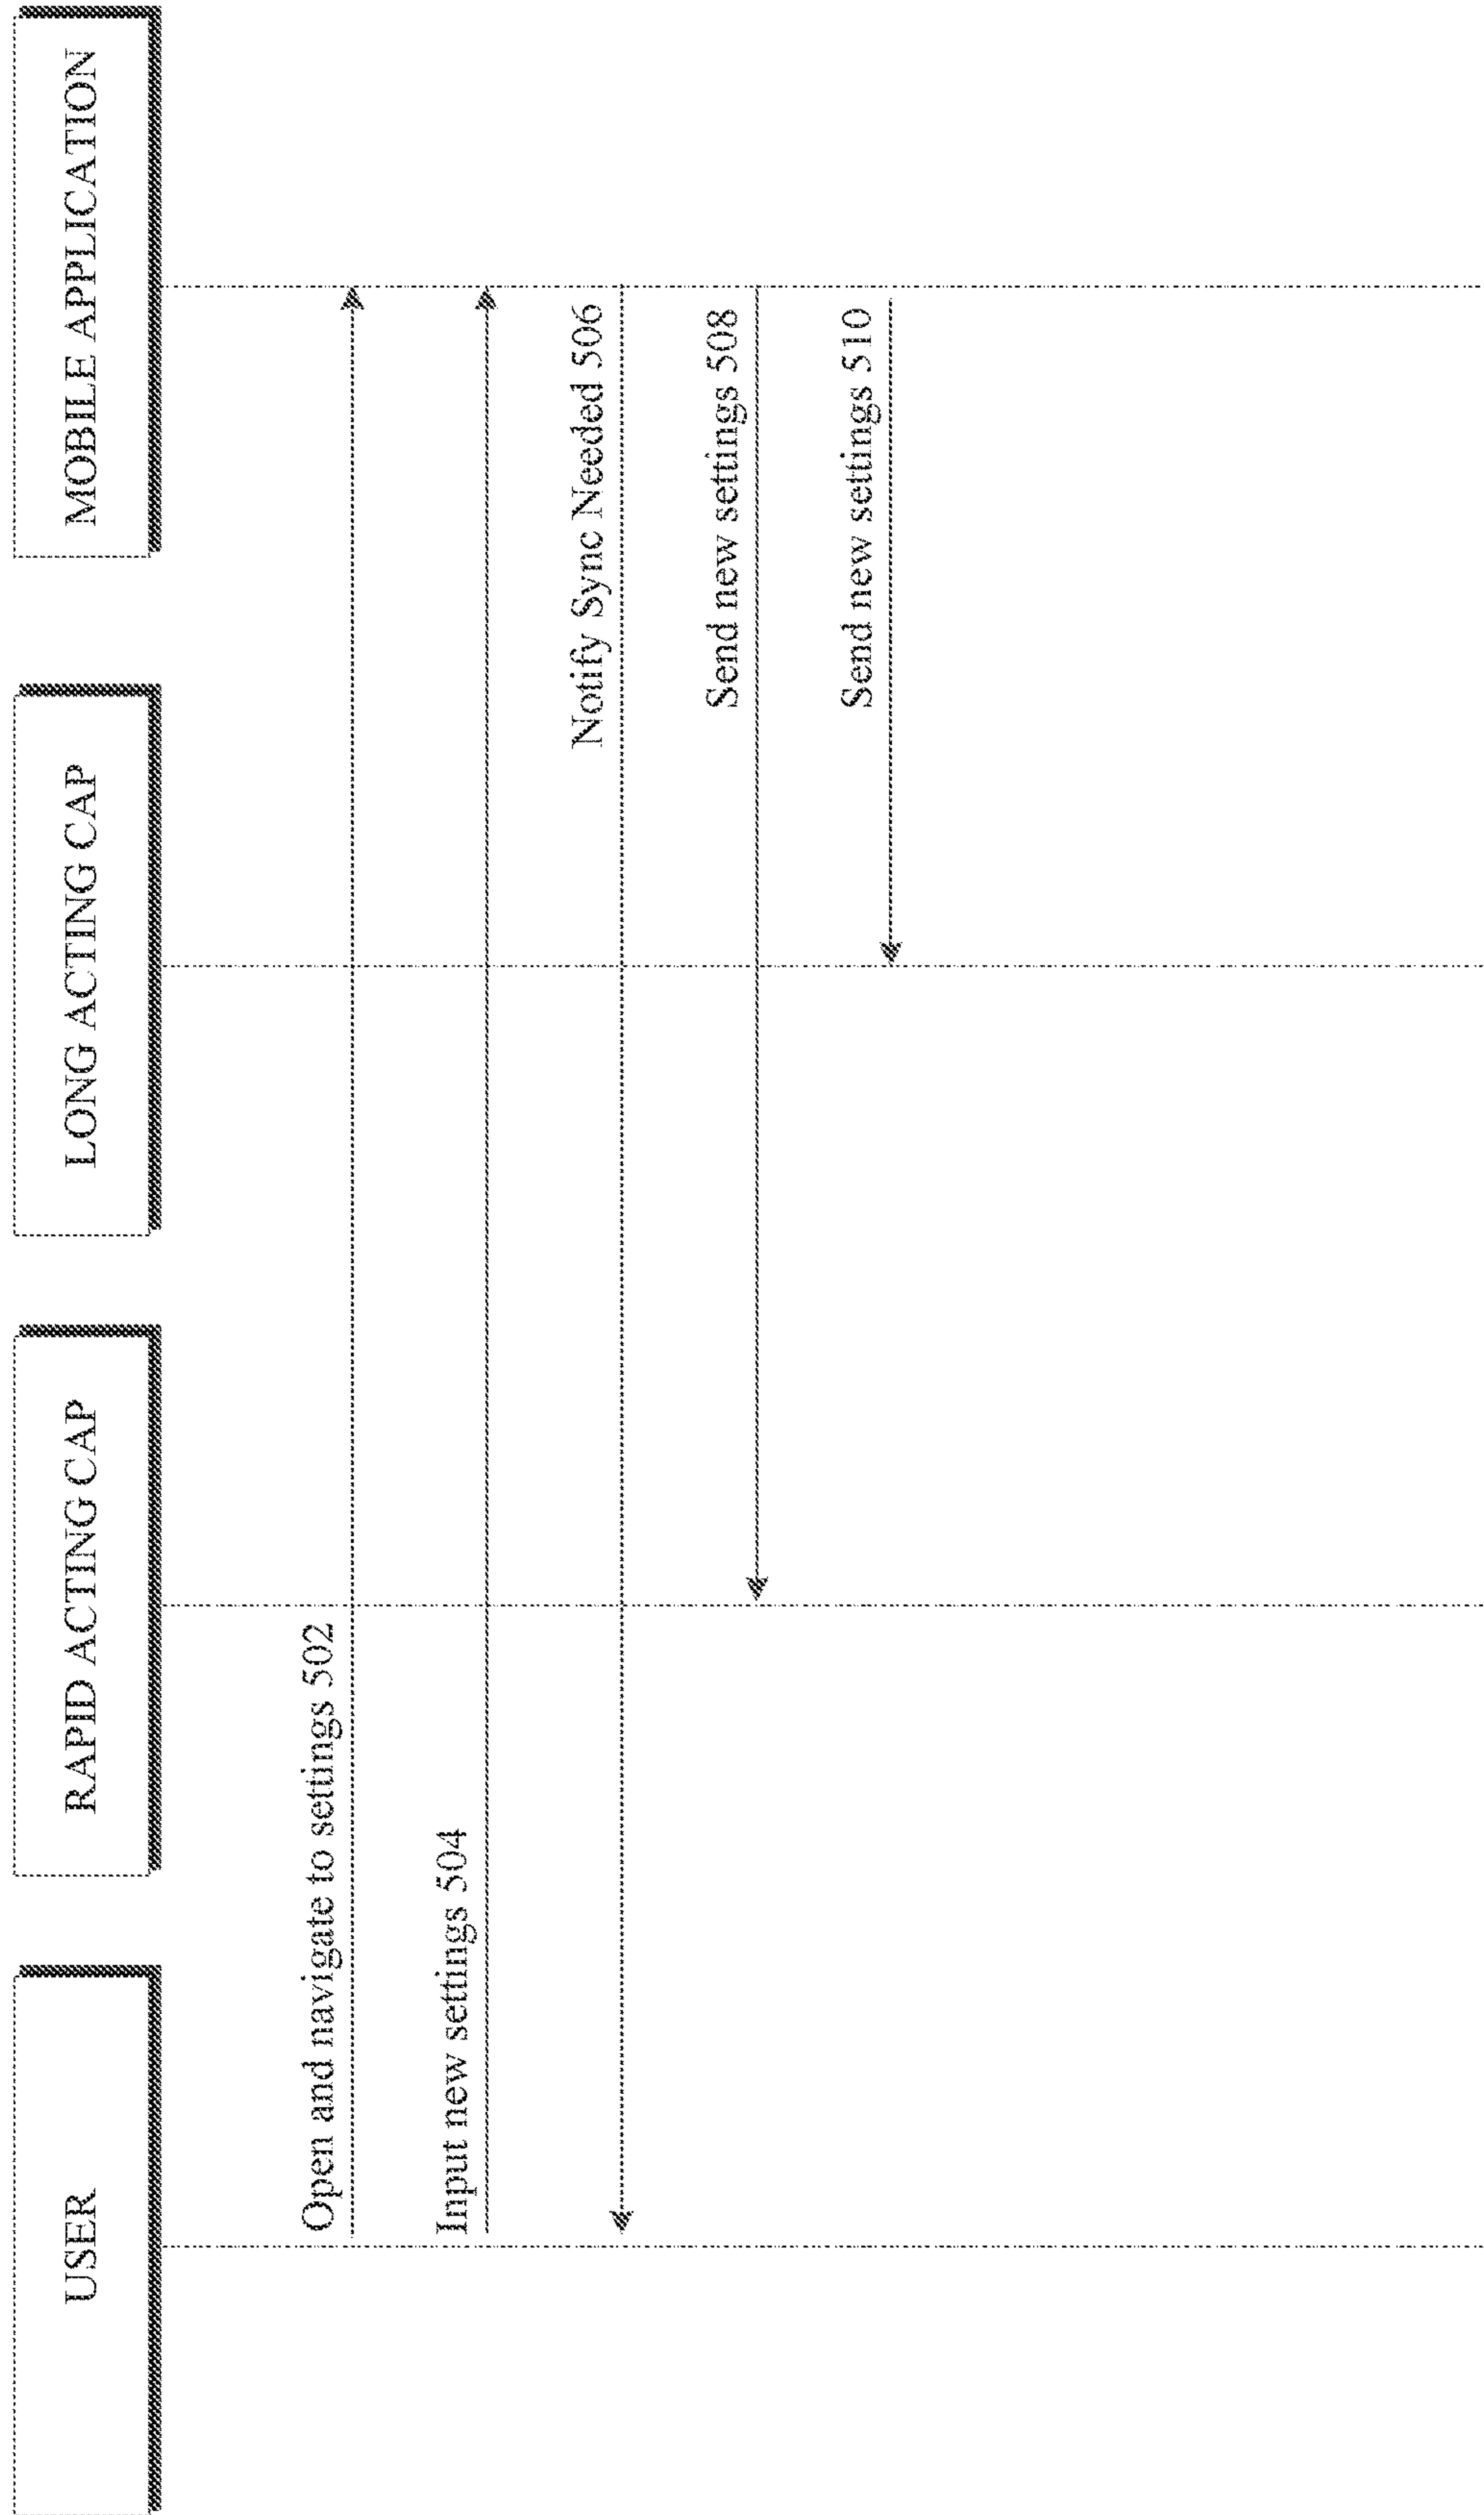 USER
RAPID ACTING CAP
LONG ACTING CAP
MOBILE APPLICATION
Open and navigate to settings 502
Input new settings 504
Notify Sync Needed 506
Send new settings 508
Send new settings 510